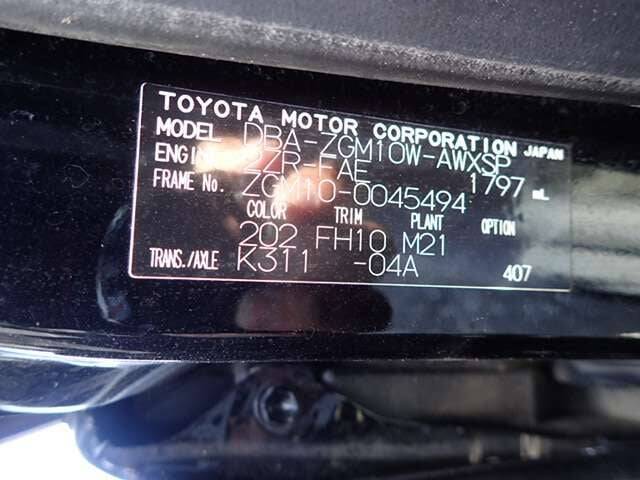 TOYOTA MOTOR CORPORATION JAPAN
MODEL DBA-ZGM10W-AWXSP
ENGINE 2ZR-FAE 1797 mL
FRAME No. ZGM10-0045494
COLOR TRIM PLANT OPTION
202 FH10 M21
TRANS./AXLE K311 -04A 407